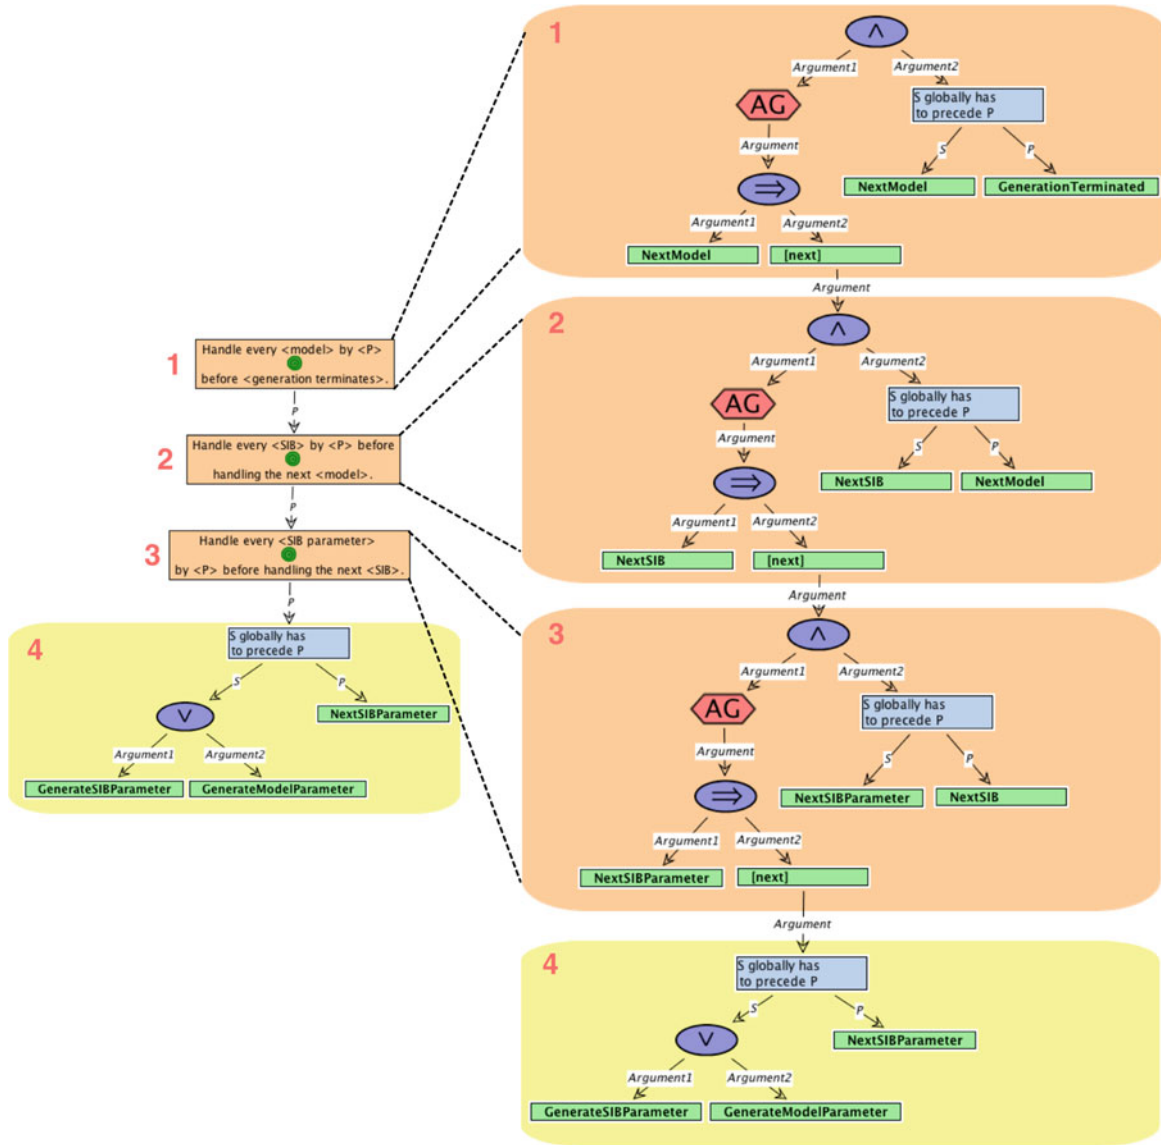 1
∧
Argument1
Argument2
AG
S globally has
to precede P
Argument
S
P
⇒
NextModel
GenerationTerminated
Argument1
Argument2
NextModel
[next]
Argument
2
∧
Argument1
Argument2
AG
S globally has
to precede P
Argument
S
P
⇒
NextSIB
NextModel
Argument1
Argument2
NextSIB
[next]
Argument
3
∧
Argument1
Argument2
AG
S globally has
to precede P
Argument
S
P
⇒
NextSIBParameter
NextSIB
Argument1
Argument2
NextSIBParameter
[next]
Argument
4
S globally has
to precede P
S
P
∨
NextSIBParameter
Argument1
Argument2
GenerateSIBParameter
GenerateModelParameter
1
Handle every <model> by <P>
before <generation terminates>.
P
2
Handle every <SIB> by <P> before
handling the next <model>.
P
3
Handle every <SIB parameter>
by <P> before handling the next <SIB>.
P
4
S globally has
to precede P
S
P
∨
NextSIBParameter
Argument1
Argument2
GenerateSIBParameter
GenerateModelParameter